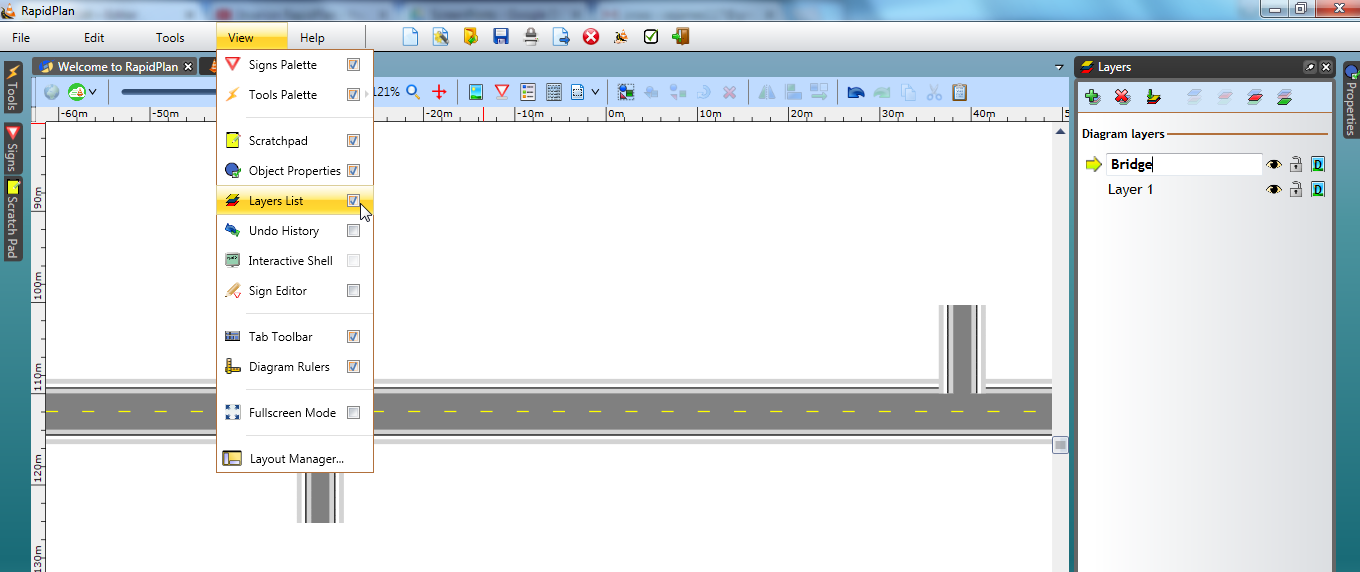 RapidPlan
File Edit Tools View Help
Welcome to RapidPlan
Layers
Tools
Signs
Scratch Pad
Properties
Signs Palette
Tools Palette
Scratchpad
Object Properties
Layers List
Undo History
Interactive Shell
Sign Editor
Tab Toolbar
Diagram Rulers
Fullscreen Mode
Layout Manager...
121%
-60m -50m -20m -10m 0m 10m 20m 30m 40m 5
90m
100m
110m
120m
130m
Diagram layers
Bridge
D
Layer 1
D